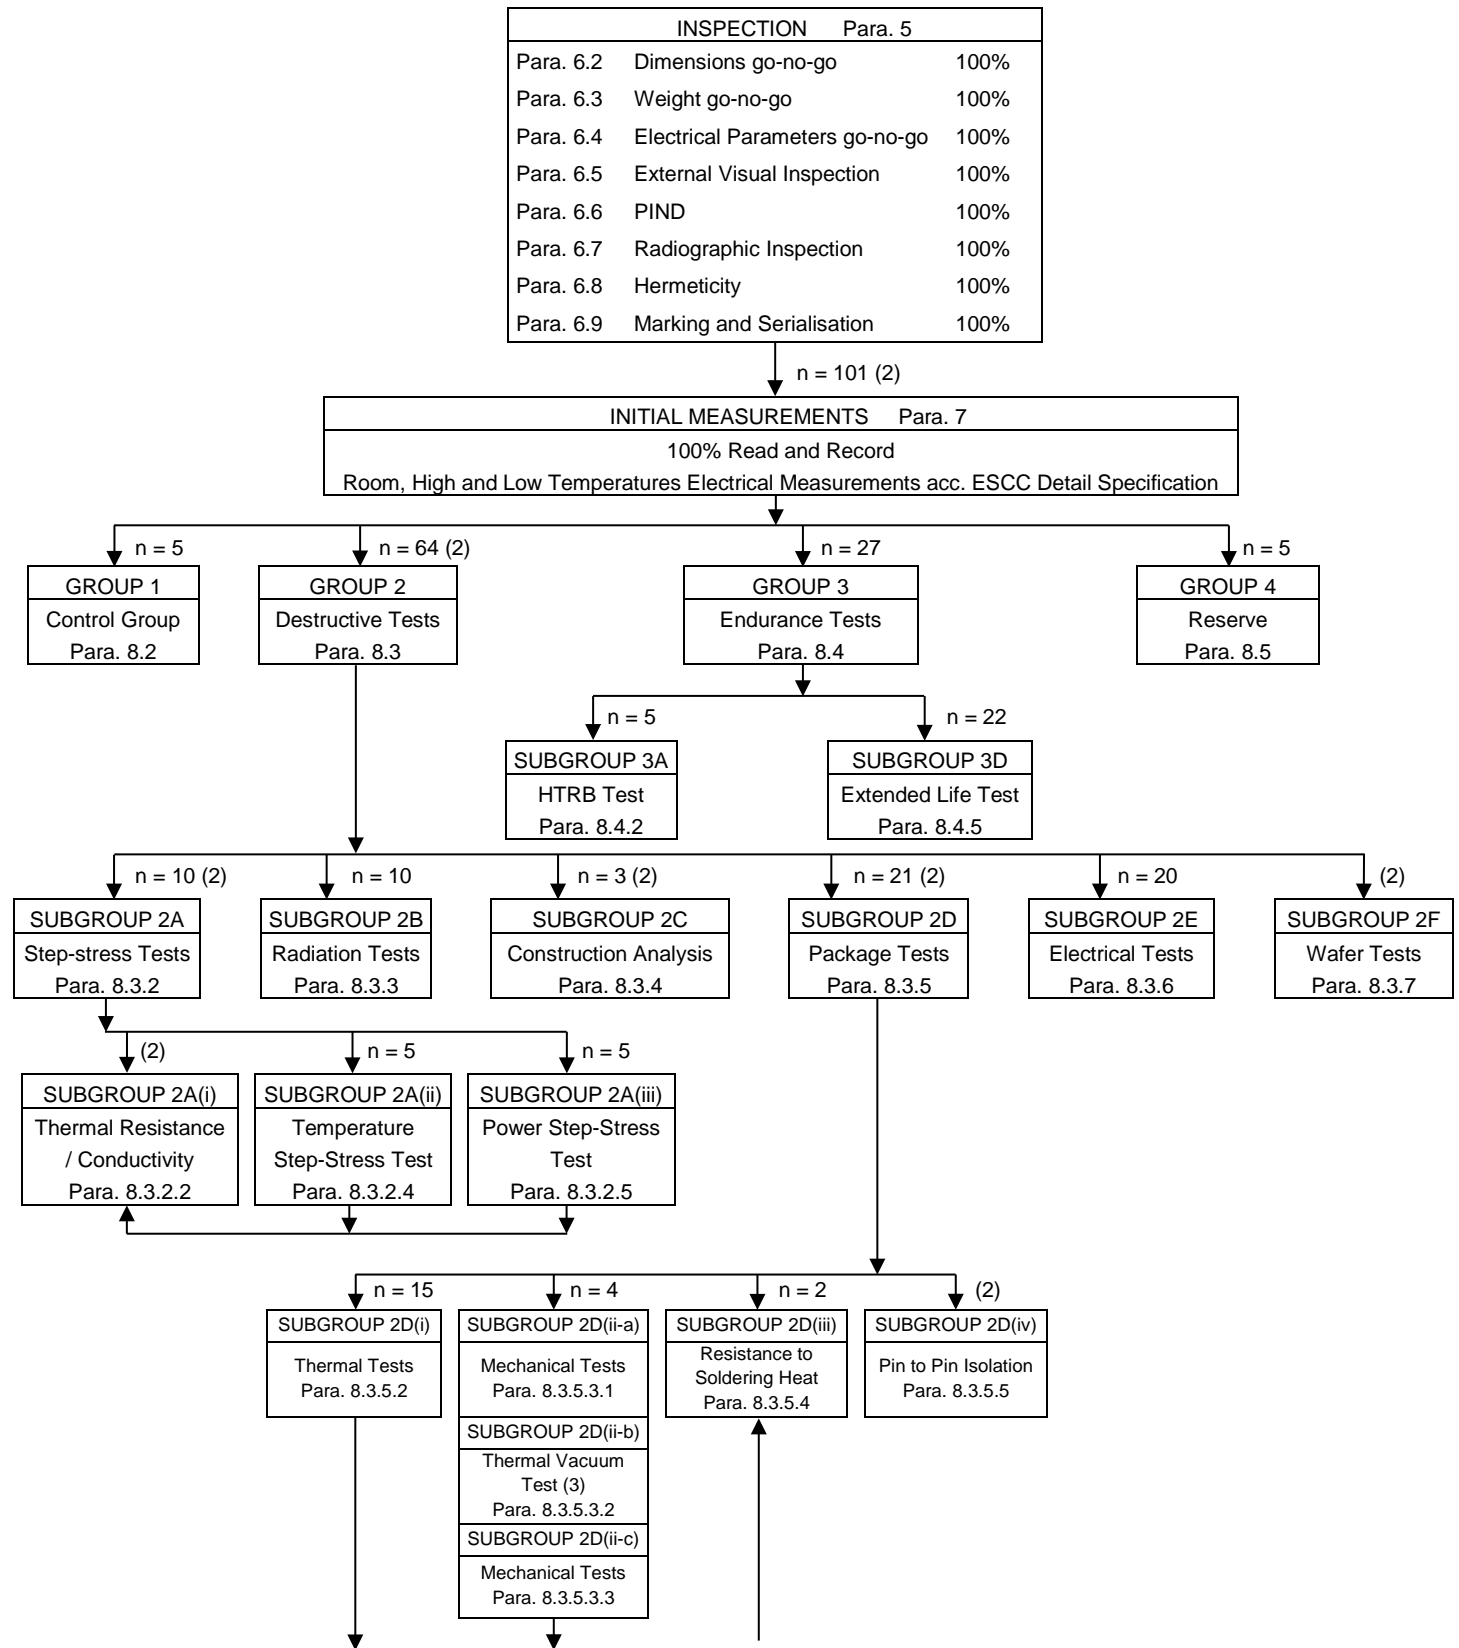 INSPECTION Para. 5
Para. 6.2 Dimensions go-no-go 100%
Para. 6.3 Weight go-no-go 100%
Para. 6.4 Electrical Parameters go-no-go 100%
Para. 6.5 External Visual Inspection 100%
Para. 6.6 PIND 100%
Para. 6.7 Radiographic Inspection 100%
Para. 6.8 Hermeticity 100%
Para. 6.9 Marking and Serialisation 100%
n = 101 (2)
INITIAL MEASUREMENTS Para. 7
100% Read and Record
Room, High and Low Temperatures Electrical Measurements acc. ESCC Detail Specification
n = 5
GROUP 1
Control Group
Para. 8.2
n = 64 (2)
GROUP 2
Destructive Tests
Para. 8.3
n = 27
GROUP 3
Endurance Tests
Para. 8.4
n = 5
GROUP 4
Reserve
Para. 8.5
n = 5
SUBGROUP 3A
HTRB Test
Para. 8.4.2
n = 22
SUBGROUP 3D
Extended Life Test
Para. 8.4.5
n = 10 (2)
SUBGROUP 2A
Step-stress Tests
Para. 8.3.2
n = 10
SUBGROUP 2B
Radiation Tests
Para. 8.3.3
n = 3 (2)
SUBGROUP 2C
Construction Analysis
Para. 8.3.4
n = 21 (2)
SUBGROUP 2D
Package Tests
Para. 8.3.5
n = 20
SUBGROUP 2E
Electrical Tests
Para. 8.3.6
(2)
SUBGROUP 2F
Wafer Tests
Para. 8.3.7
(2)
SUBGROUP 2A(i)
Thermal Resistance
/ Conductivity
Para. 8.3.2.2
n = 5
SUBGROUP 2A(ii)
Temperature
Step-Stress Test
Para. 8.3.2.4
n = 5
SUBGROUP 2A(iii)
Power Step-Stress
Test
Para. 8.3.2.5
n = 15
SUBGROUP 2D(i)
Thermal Tests
Para. 8.3.5.2
n = 4
SUBGROUP 2D(ii-a)
Mechanical Tests
Para. 8.3.5.3.1
SUBGROUP 2D(ii-b)
Thermal Vacuum
Test (3)
Para. 8.3.5.3.2
SUBGROUP 2D(ii-c)
Mechanical Tests
Para. 8.3.5.3.3
n = 2
SUBGROUP 2D(iii)
Resistance to
Soldering Heat
Para. 8.3.5.4
(2)
SUBGROUP 2D(iv)
Pin to Pin Isolation
Para. 8.3.5.5